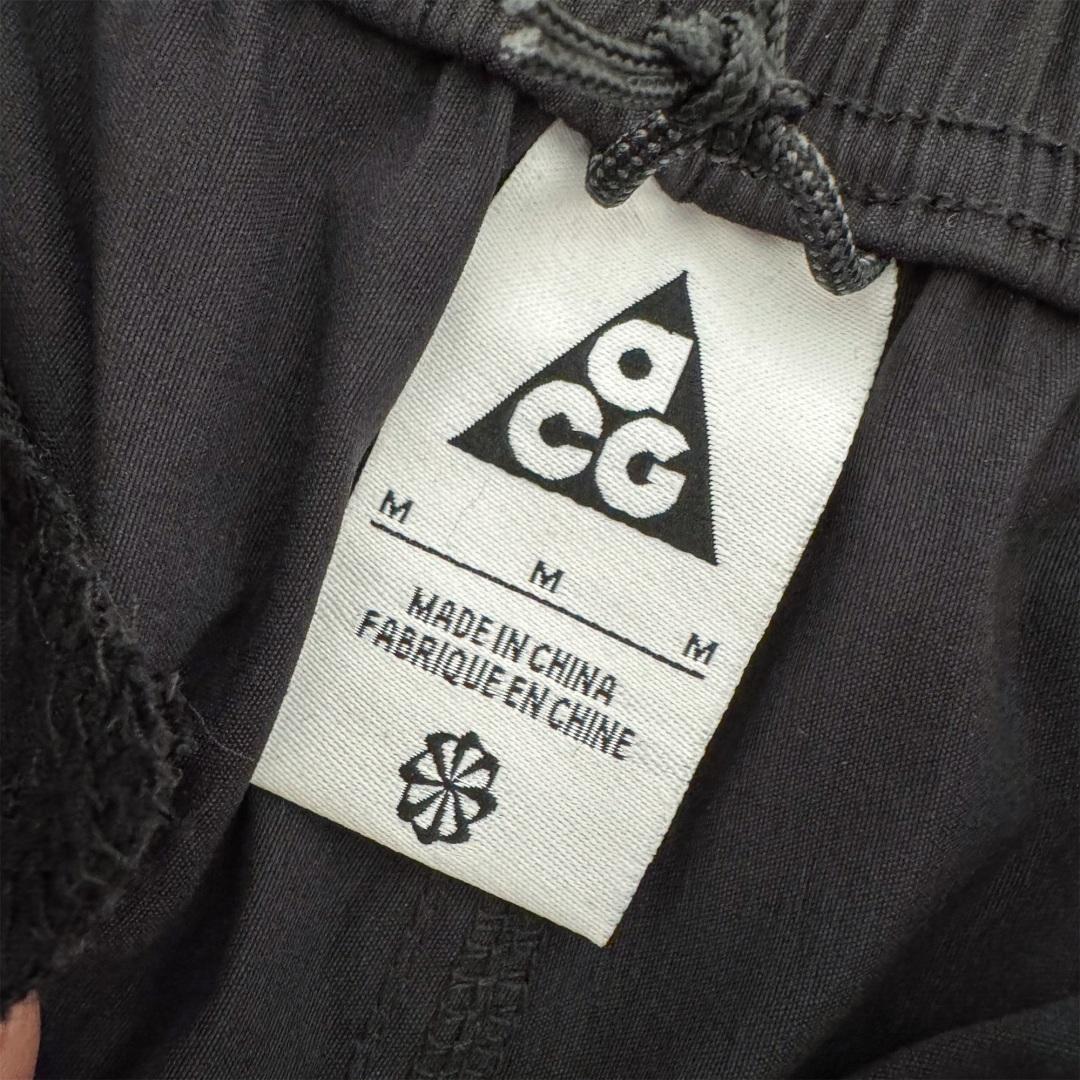 aCG
M M M
MADE IN CHINA
FABRIQUE EN CHINE